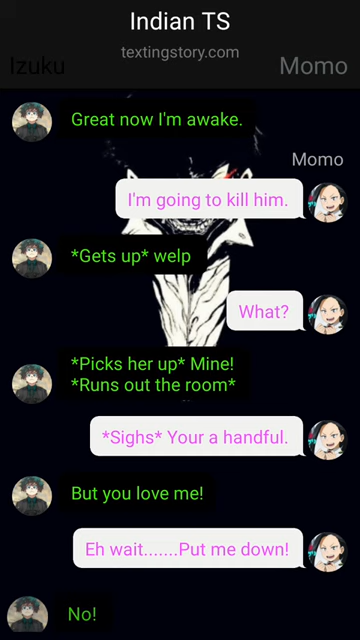 Indian TS
textingstory.com
Izuku
Momo
Great now I'm awake.
Momo
I'm going to kill him.
*Gets up* welp
What?
*Picks her up* Mine!
*Runs out the room*
*Sighs* Your a handful.
But you love me!
Eh wait.......Put me down!
No!